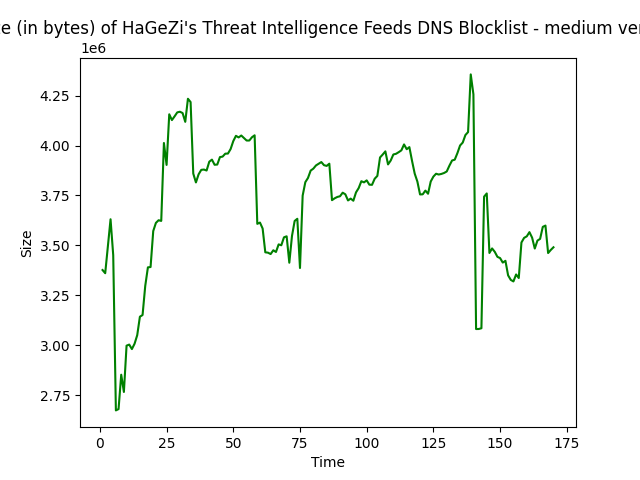 (in bytes) of HaGeZi's Threat Intelligence Feeds DNS Blocklist - medium
1e6
4.25
4.00
3.75
3.50
3.25
3.00
2.75
Size
0 25 50 75 100 125 150 175
Time